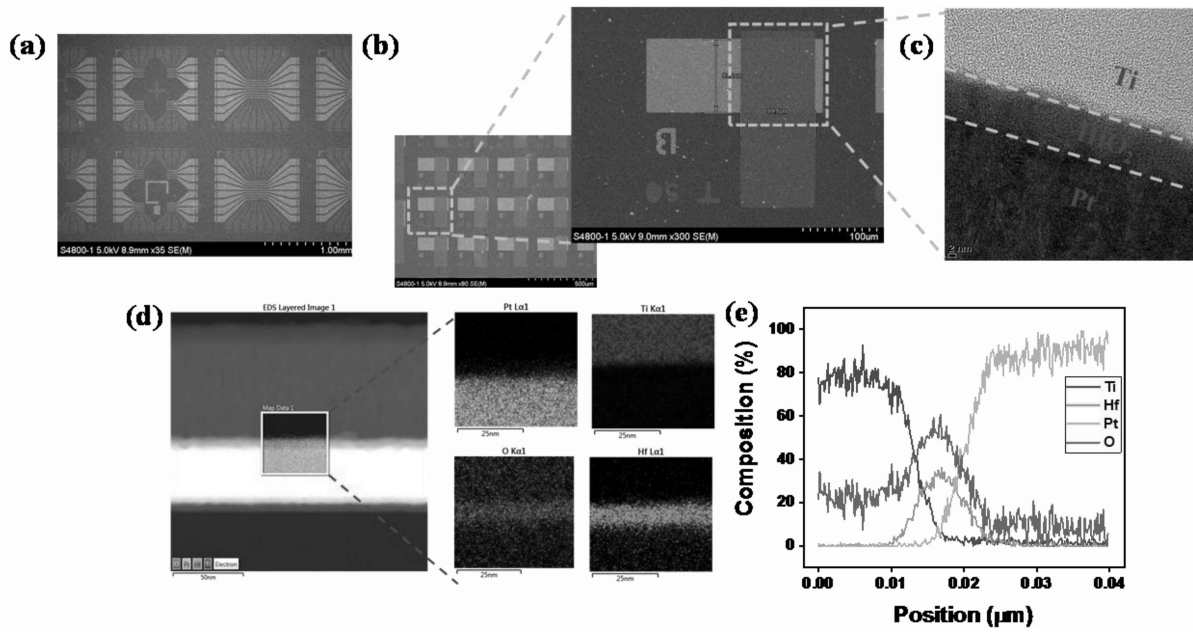 (a)
S4800-1 5.0kV 8.9mm x35 SE(M)
1.00mm
(b)
S4800-1 5.0kV 8.9mm x80 SE(M)
500um
B
T 50
S4800-1 5.0kV 9.0mm x300 SE(M)
100um
(c)
Ti
HfO2
Pt
2 nm
(d)
EDS Layered Image 1
Map Data 1
Electron
50nm
Pt Lα1
25nm
Ti Kα1
25nm
O Kα1
25nm
Hf Lα1
25nm
(e)
Composition (%)
100
80
60
40
20
0
Ti
Hf
Pt
O
0.00 0.01 0.02 0.03 0.04
Position (µm)